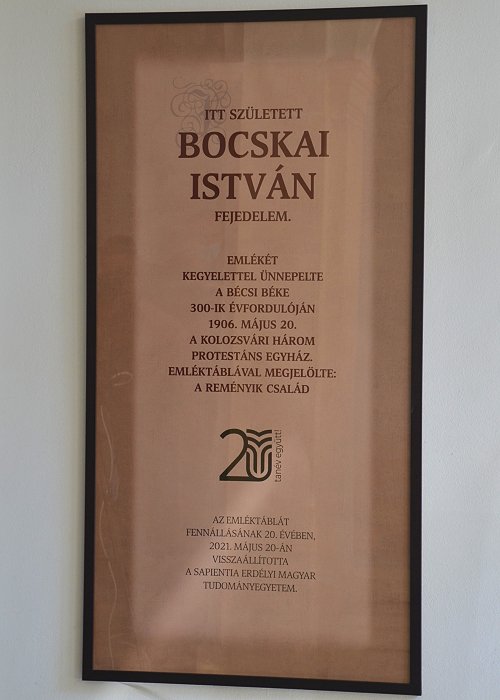 ITT SZÜLETETT
BOCSKAI
ISTVÁN
FEJEDELEM.
EMLÉKÉT
KEGYELETTEL ÜNNEPELTE
A BÉCSI BÉKE
300-IK ÉVFORDULÓJÁN
1906. MÁJUS 20.
A KOLOZSVÁRI HÁROM
PROTESTÁNS EGYHÁZ.
EMLÉKTÁBLÁVAL MEGJELÖLTE:
A REMÉNYIK CSALÁD
20
tanév együtt!
AZ EMLÉKTÁBLÁT
FENNÁLLÁSÁNAK 20. ÉVÉBEN,
2021. MÁJUS 20-ÁN
VISSZAÁLLÍTOTTA
A SAPIENTIA ERDÉLYI MAGYAR
TUDOMÁNYEGYETEM.